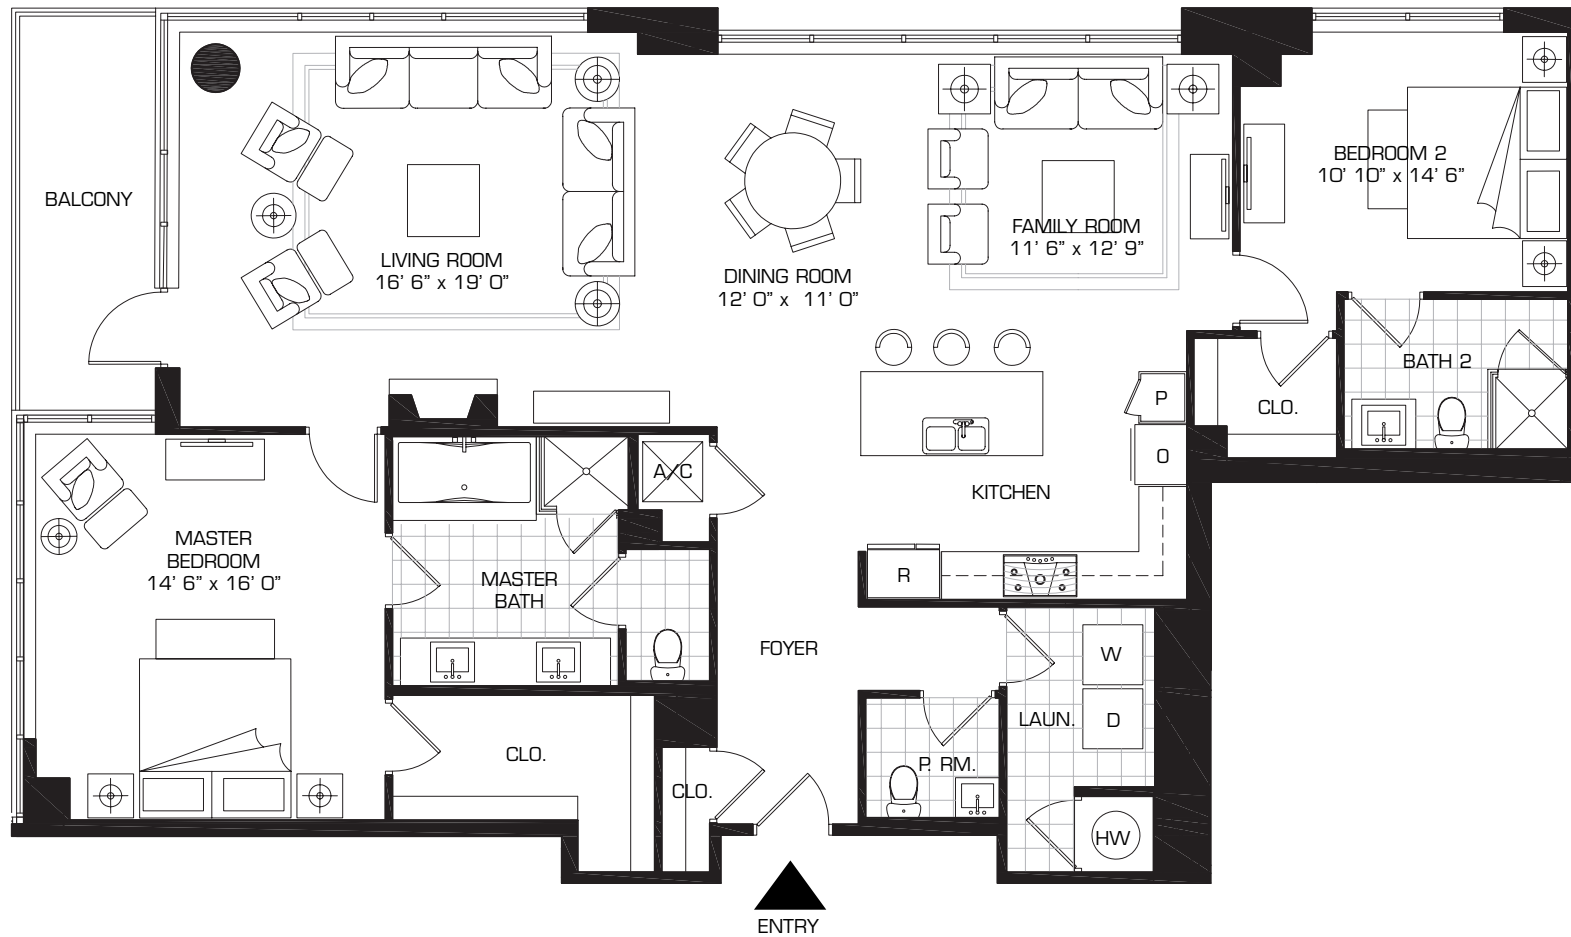 BALCONY
LIVING ROOM
16' 6" x 19' 0"
DINING ROOM
12' 0" x 11' 0"
FAMILY ROOM
11' 6" x 12' 9"
BEDROOM 2
10' 10" x 14' 6"
BATH 2
CLO.
P
O
KITCHEN
R
A/C
MASTER
BEDROOM
14' 6" x 16' 0"
MASTER
BATH
FOYER
W
D
LAUN.
P. RM.
HW
CLO.
CLO.
ENTRY